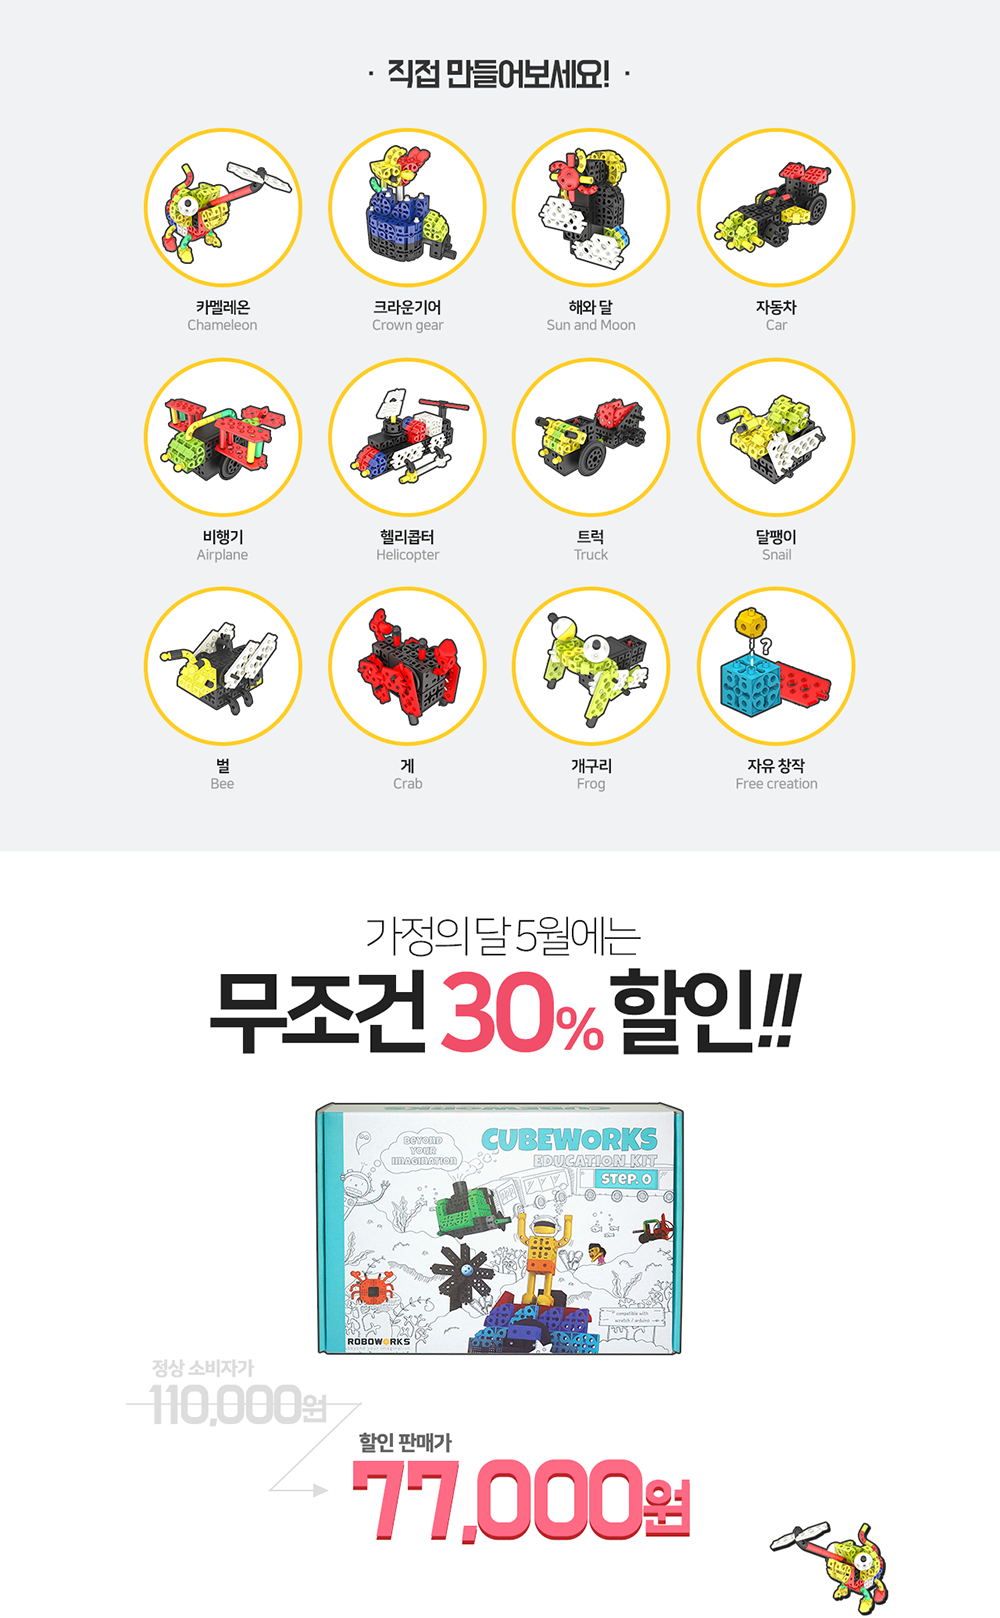 · 직접 만들어보세요! ·
카멜레온
Chameleon
크라운기어
Crown gear
해와 달
Sun and Moon
자동차
Car
비행기
Airplane
헬리콥터
Helicopter
트럭
Truck
달팽이
Snail
벌
Bee
게
Crab
개구리
Frog
?
자유 창작
Free creation
가정의 달 5월에는
무조건 30% 할인!!
CUBEWORKS
BEYOND
YOUR
IMAGINATION
CUBEWORKS
EDUCATION KIT
STEP. 0
compatible with
scratch / arduino
ROBOWORKS
정상 소비자가
110,000원
할인 판매가
77,000원